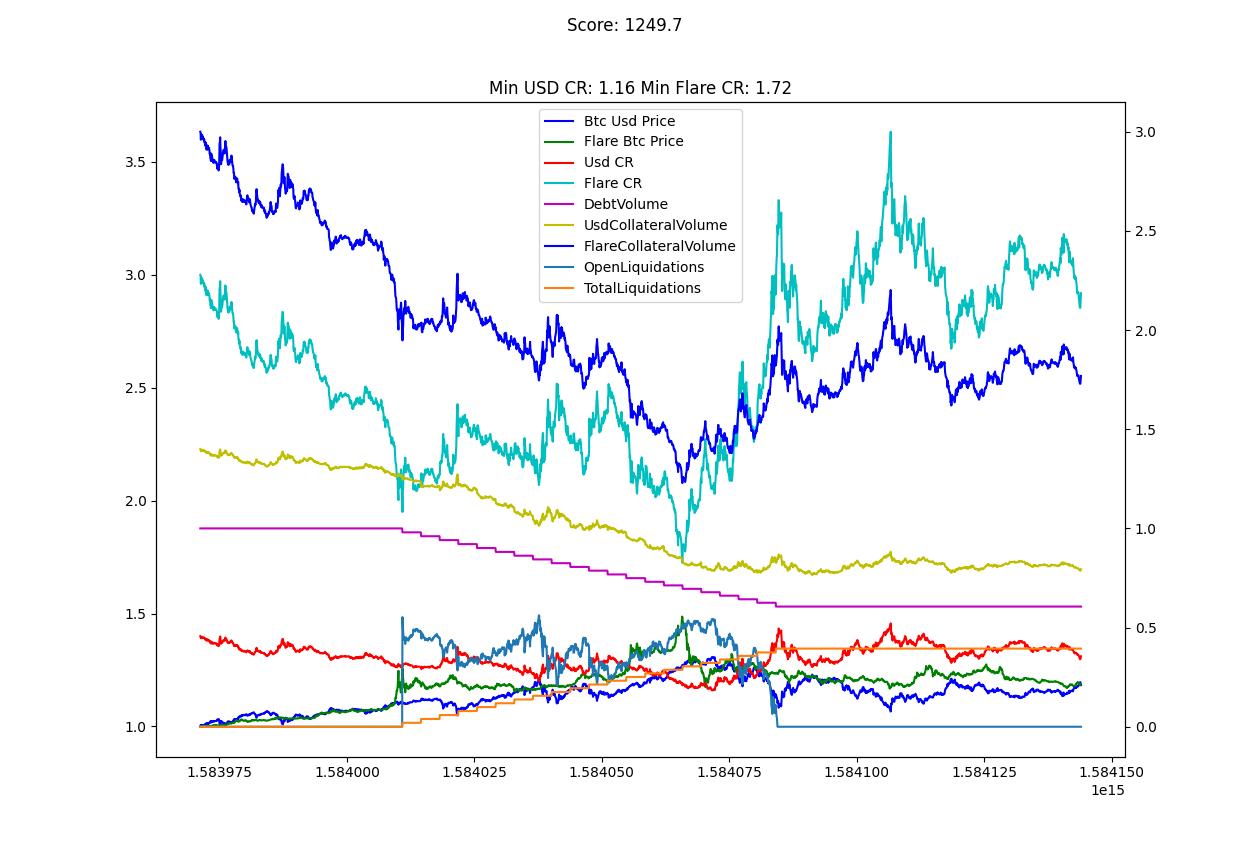 Score: 1249.7
Min USD CR: 1.16 Min Flare CR: 1.72
Btc Usd Price
Flare Btc Price
Usd CR
Flare CR
DebtVolume
UsdCollateralVolume
FlareCollateralVolume
OpenLiquidations
TotalLiquidations
3.5
3.0
2.5
2.0
1.5
1.0
3.0
2.5
2.0
1.5
1.0
0.5
0.0
1.583975 1.584000 1.584025 1.584050 1.584075 1.584100 1.584125 1.584150
1e15